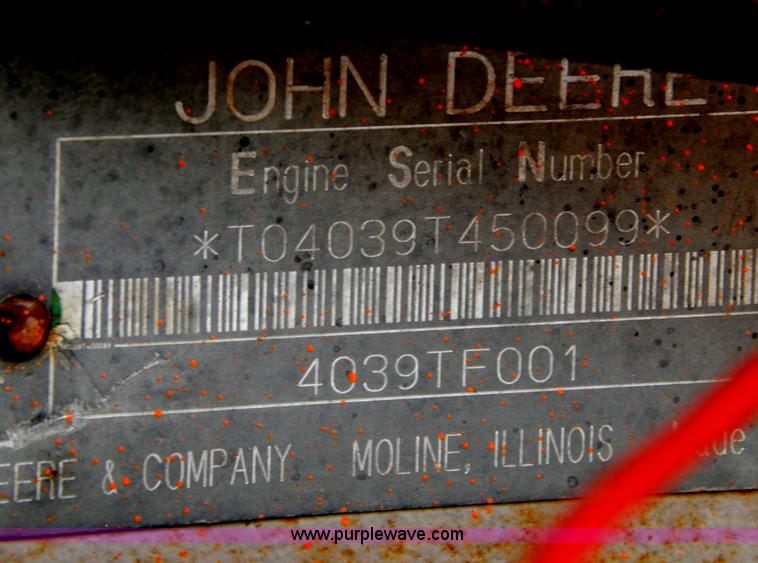 JOHN DEERE
Engine Serial Number
*T04039T450099*
4039TF001
EERE & COMPANY MOLINE, ILLINOIS
www.purplewave.com